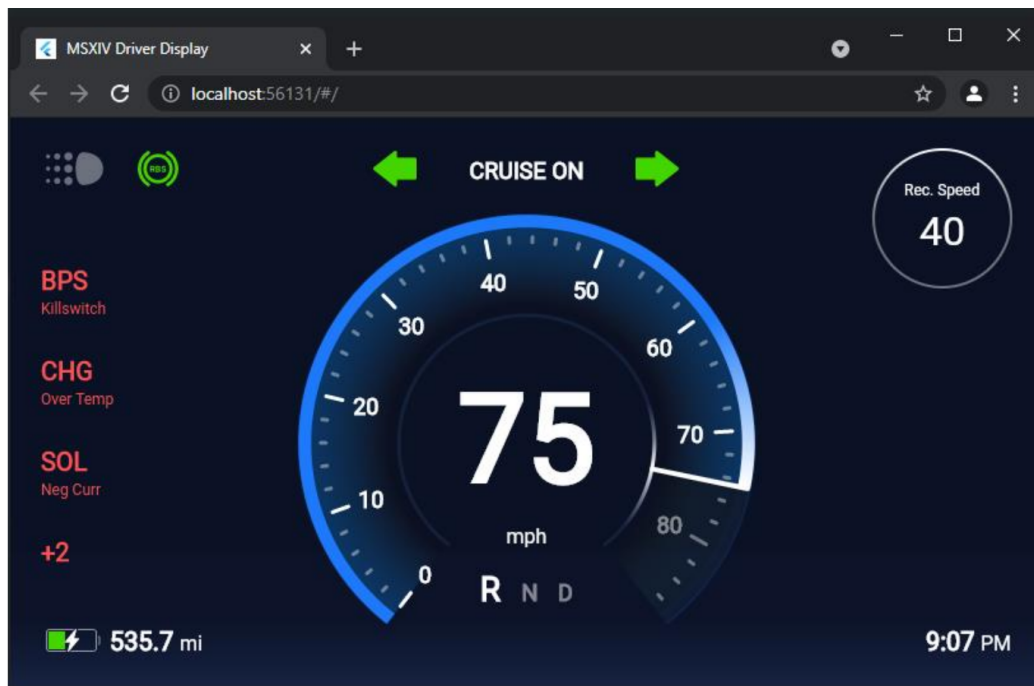 MSXIV Driver Display
localhost:56131/#/
RBS
CRUISE ON
Rec. Speed
40
BPS
Killswitch
CHG
Over Temp
SOL
Neg Curr
+2
0
10
20
30
40
50
60
70
80
75
mph
R N D
535.7 mi
9:07 PM